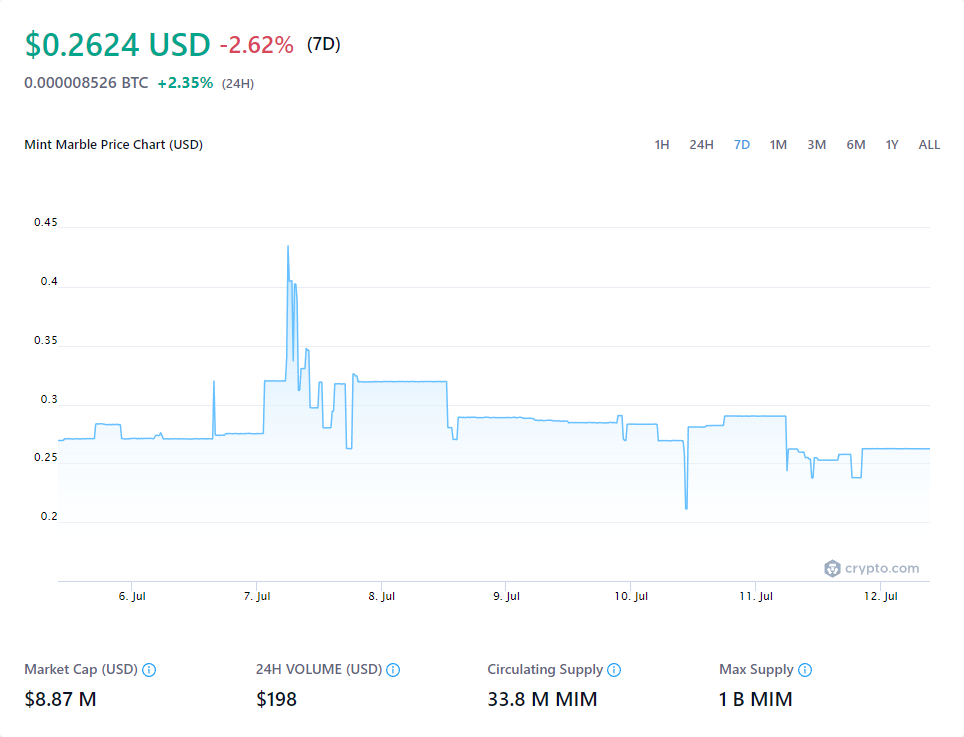 $0.2624 USD -2.62% (7D)
0.000008526 BTC +2.35% (24H)
Mint Marble Price Chart (USD)
1H 24H 7D 1M 3M 6M 1Y ALL
0.45
0.4
0.35
0.3
0.25
0.2
crypto.com
6. Jul 7. Jul 8. Jul 9. Jul 10. Jul 11. Jul 12. Jul
Market Cap (USD) 24H VOLUME (USD) Circulating Supply Max Supply
$8.87 M $198 33.8 M MIM 1 B MIM